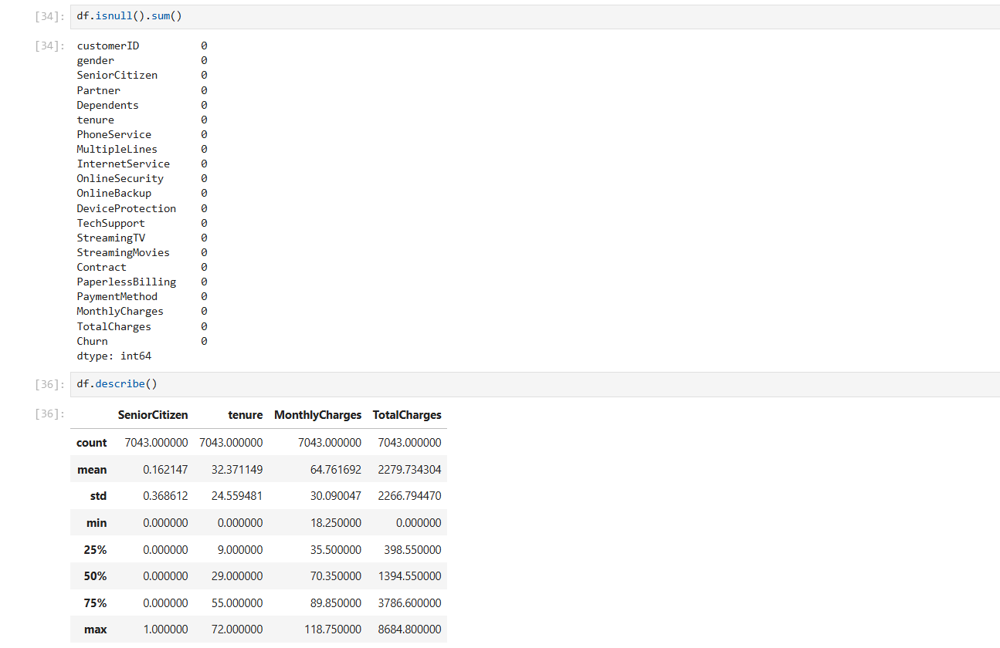 [34]: df.isnull().sum()
[34]: customerID 0
gender 0
SeniorCitizen 0
Partner 0
Dependents 0
tenure 0
PhoneService 0
MultipleLines 0
InternetService 0
OnlineSecurity 0
OnlineBackup 0
DeviceProtection 0
TechSupport 0
StreamingTV 0
StreamingMovies 0
Contract 0
PaperlessBilling 0
PaymentMethod 0
MonthlyCharges 0
TotalCharges 0
Churn 0
dtype: int64
[36]: df.describe()
[36]: SeniorCitizen tenure MonthlyCharges TotalCharges
count 7043.000000 7043.000000 7043.000000 7043.000000
mean 0.162147 32.371149 64.761692 2279.734304
std 0.368612 24.559481 30.090047 2266.794470
min 0.000000 0.000000 18.250000 0.000000
25% 0.000000 9.000000 35.500000 398.550000
50% 0.000000 29.000000 70.350000 1394.550000
75% 0.000000 55.000000 89.850000 3786.600000
max 1.000000 72.000000 118.750000 8684.800000